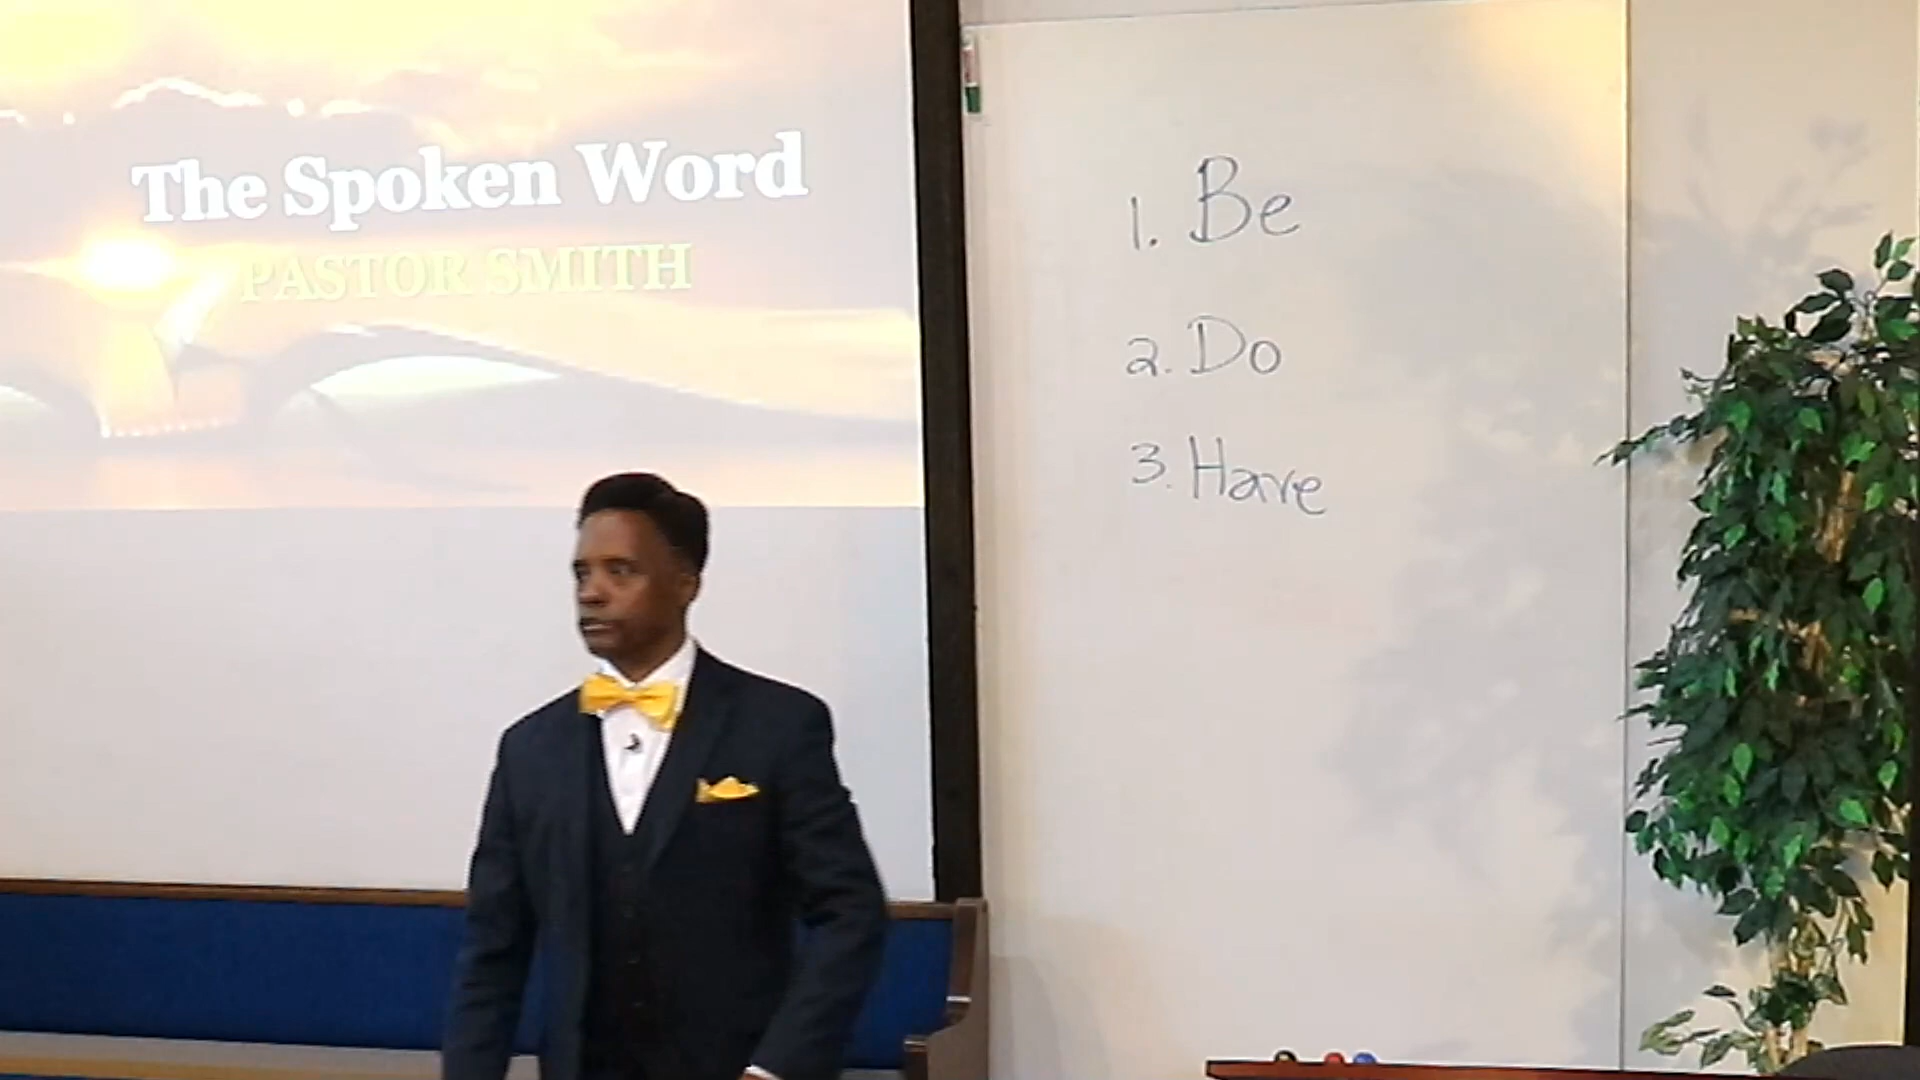 The Spoken Word
PASTOR SMITH
1. Be
2. Do
3. Have